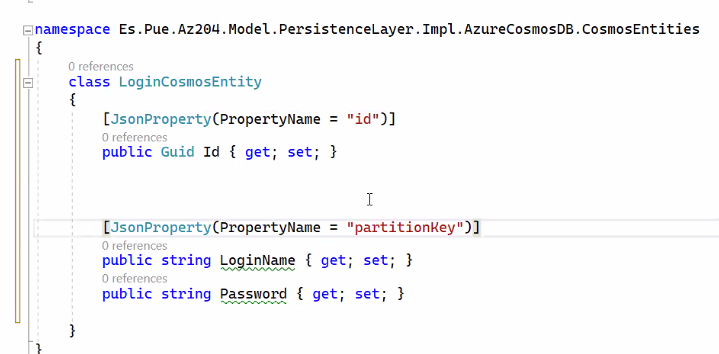 namespace Es.Pue.Az204.Model.PersistenceLayer.Impl.AzureCosmosDB.CosmosEntities
{
0 references
class LoginCosmosEntity
{
[JsonProperty(PropertyName = "id")]
0 references
public Guid Id { get; set; }
[JsonProperty(PropertyName = "partitionKey")]
0 references
public string LoginName { get; set; }
0 references
public string Password { get; set; }
}
}